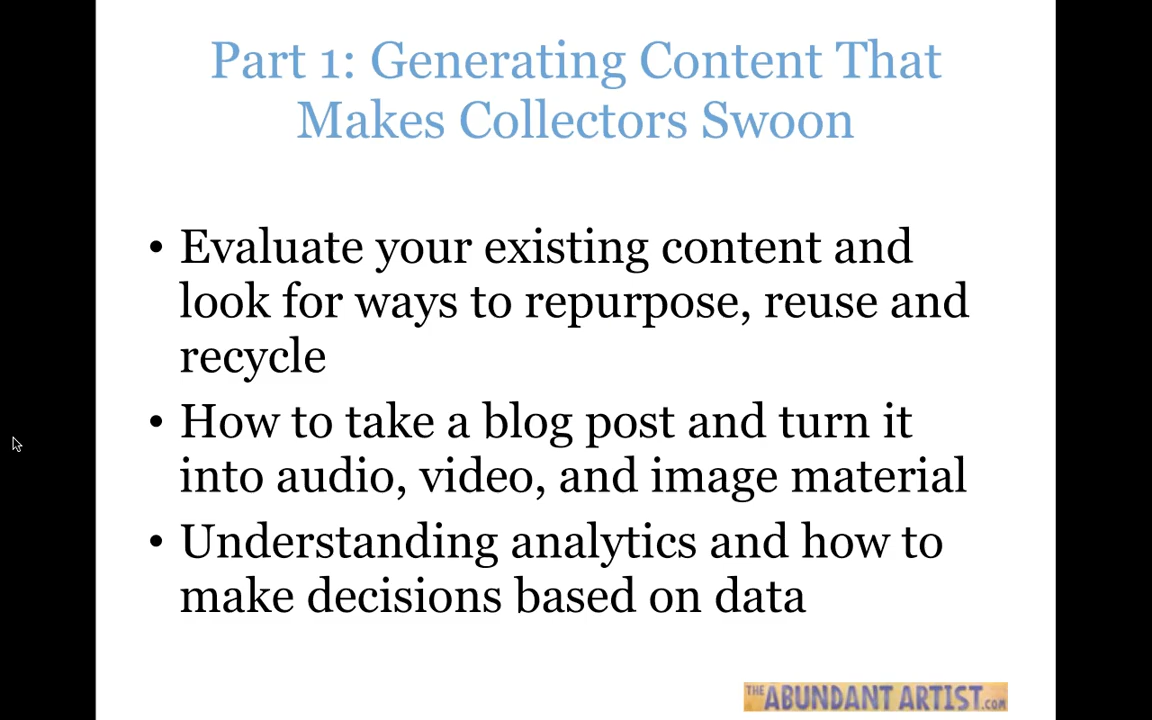 Part 1: Generating Content That
Makes Collectors Swoon
• Evaluate your existing content and
look for ways to repurpose, reuse and
recycle
• How to take a blog post and turn it
into audio, video, and image material
• Understanding analytics and how to
make decisions based on data
THE ABUNDANT ARTIST.com